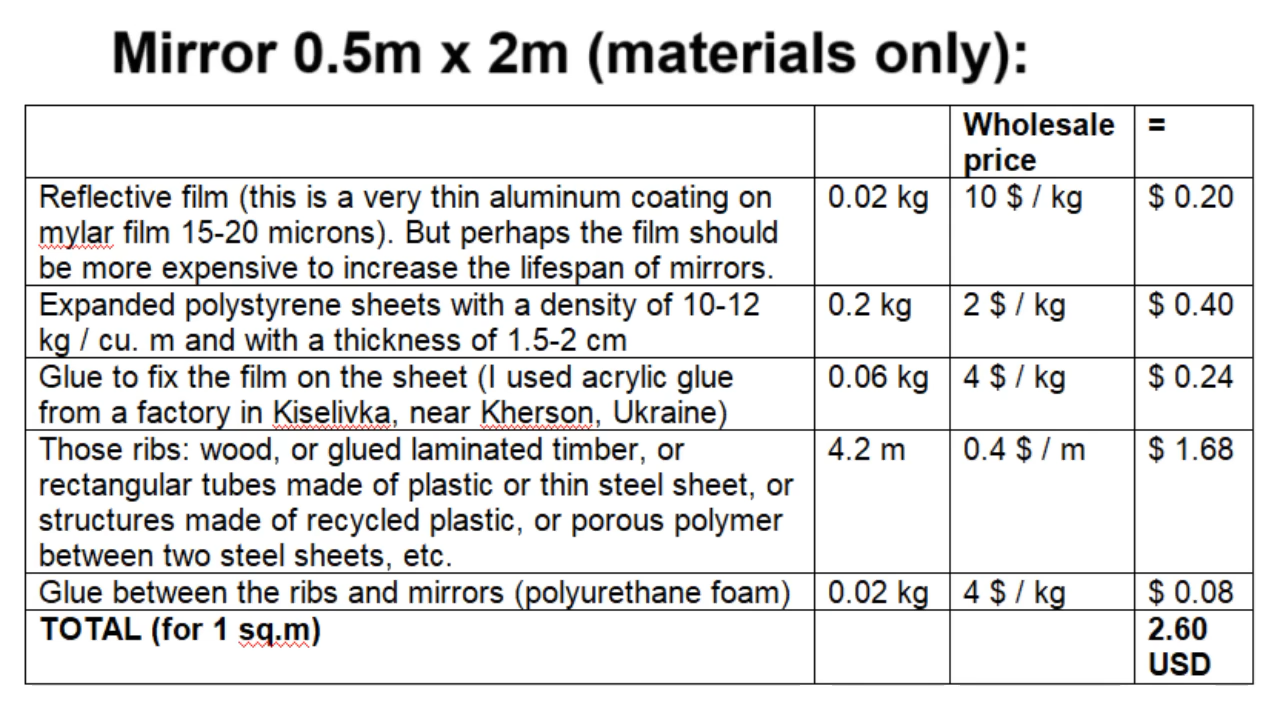 Mirror 0.5m x 2m (materials only):
Wholesale =
price
Reflective film (this is a very thin aluminum coating on 0.02 kg 10 $ / kg $ 0.20
mylar film 15-20 microns). But perhaps the film should
be more expensive to increase the lifespan of mirrors.
Expanded polystyrene sheets with a density of 10-12 0.2 kg 2 $ / kg $ 0.40
kg / cu. m and with a thickness of 1.5-2 cm
Glue to fix the film on the sheet (I used acrylic glue 0.06 kg 4 $ / kg $ 0.24
from a factory in Kiselivka, near Kherson, Ukraine)
Those ribs: wood, or glued laminated timber, or 4.2 m 0.4 $ / m $ 1.68
rectangular tubes made of plastic or thin steel sheet, or
structures made of recycled plastic, or porous polymer
between two steel sheets, etc.
Glue between the ribs and mirrors (polyurethane foam) 0.02 kg 4 $ / kg $ 0.08
TOTAL (for 1 sq.m) 2.60
USD